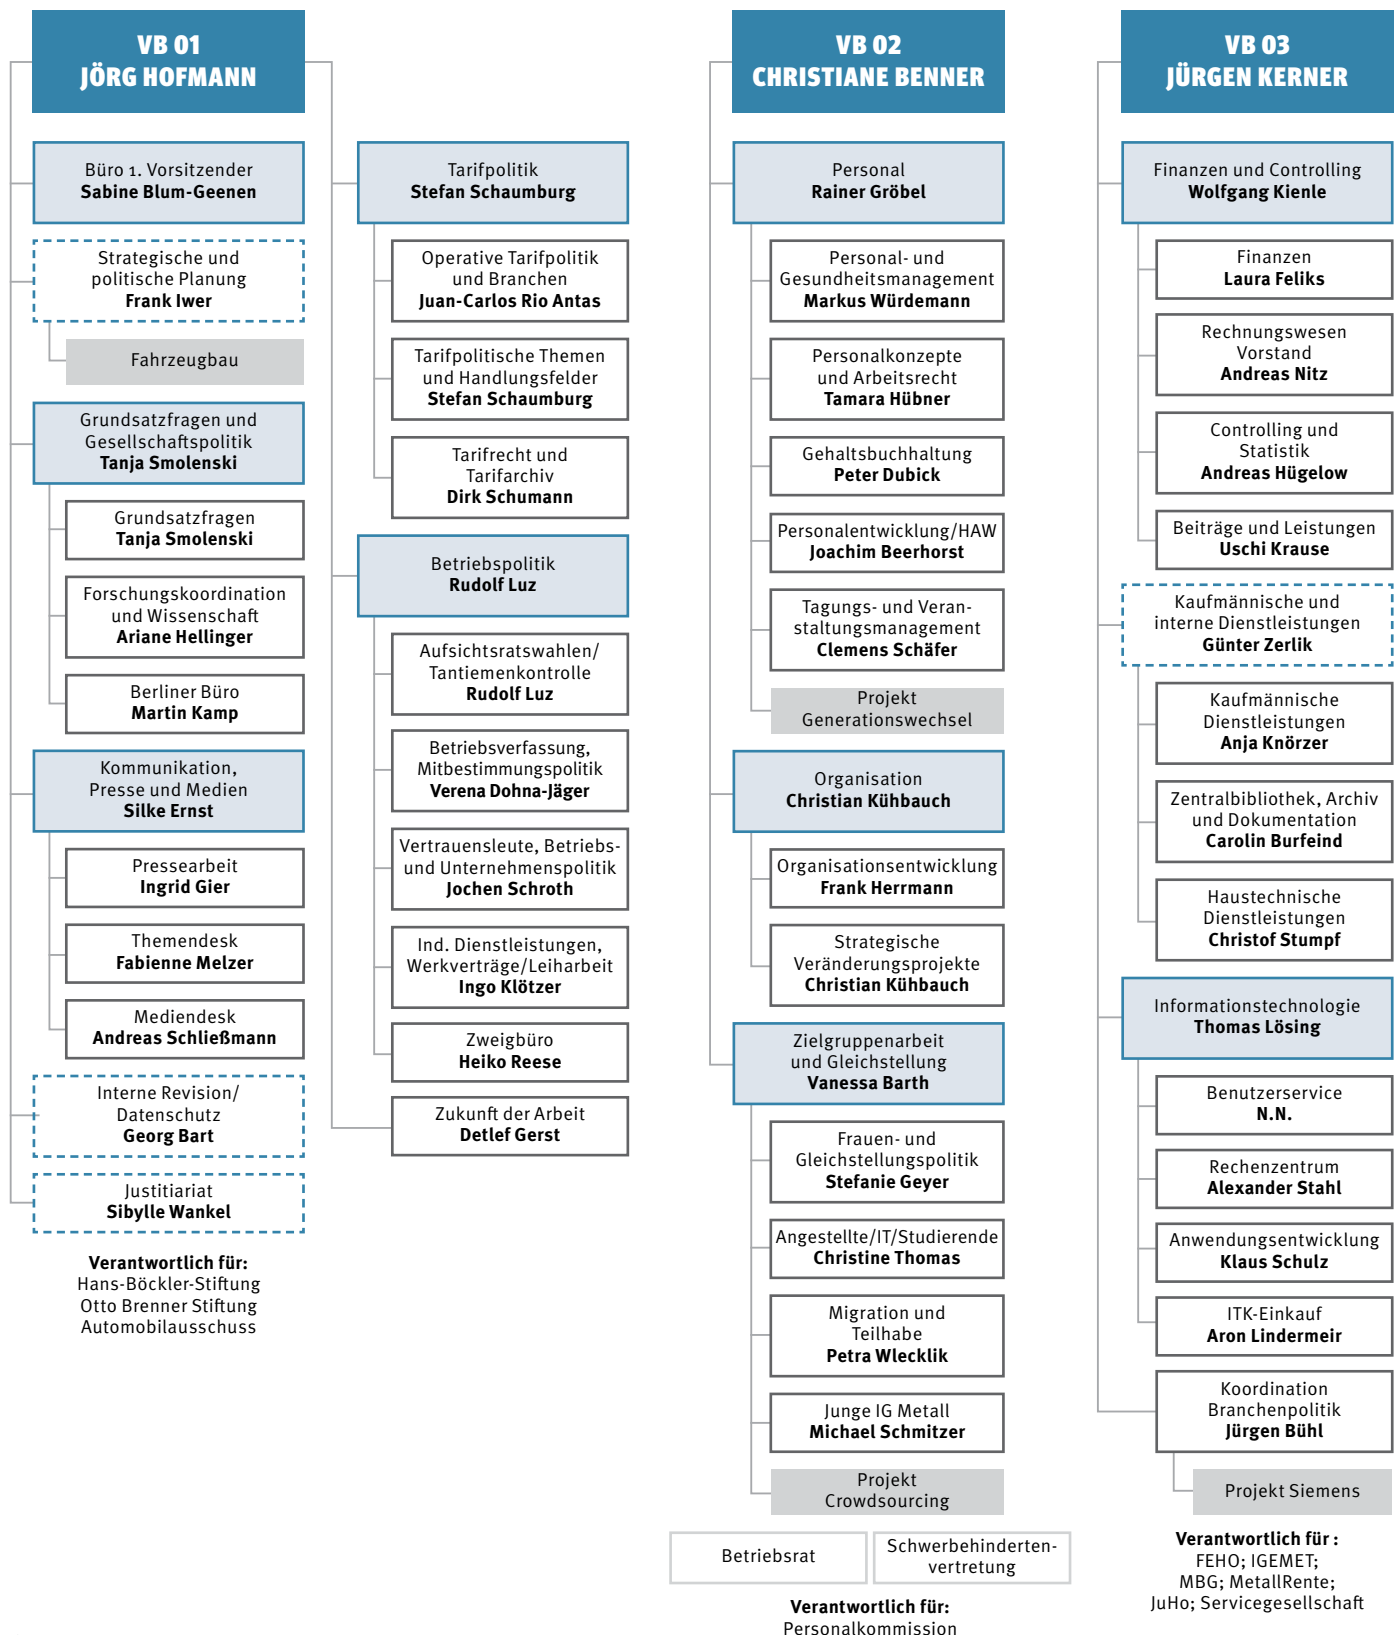 VB 01
JÖRG HOFMANN
Büro 1. Vorsitzender
Sabine Blum-Geenen
Strategische und
politische Planung
Frank Iwer
Fahrzeugbau
Grundsatzfragen und
Gesellschaftspolitik
Tanja Smolenski
Grundsatzfragen
Tanja Smolenski
Forschungskoordination
und Wissenschaft
Ariane Hellinger
Berliner Büro
Martin Kamp
Kommunikation,
Presse und Medien
Silke Ernst
Pressearbeit
Ingrid Gier
Themendesk
Fabienne Melzer
Mediendesk
Andreas Schließmann
Interne Revision/
Datenschutz
Georg Bart
Justitiariat
Sibylle Wankel
Verantwortlich für:
Hans-Böckler-Stiftung
Otto Brenner Stiftung
Automobilausschuss
Tarifpolitik
Stefan Schaumburg
Operative Tarifpolitik
und Branchen
Juan-Carlos Rio Antas
Tarifpolitische Themen
und Handlungsfelder
Stefan Schaumburg
Tarifrecht und
Tarifarchiv
Dirk Schumann
Betriebspolitik
Rudolf Luz
Aufsichtsratswahlen/
Tantiemenkontrolle
Rudolf Luz
Betriebsverfassung,
Mitbestimmungspolitik
Verena Dohna-Jäger
Vertrauensleute, Betriebs-
und Unternehmenspolitik
Jochen Schroth
Ind. Dienstleistungen,
Werkverträge/Leiharbeit
Ingo Klötzer
Zweigbüro
Heiko Reese
Zukunft der Arbeit
Detlef Gerst
VB 02
CHRISTIANE BENNER
Personal
Rainer Gröbel
Personal- und
Gesundheitsmanagement
Markus Würdemann
Personalkonzepte
und Arbeitsrecht
Tamara Hübner
Gehaltsbuchhaltung
Peter Dubick
Personalentwicklung/HAW
Joachim Beerhorst
Tagungs- und Veran-
staltungsmanagement
Clemens Schäfer
Projekt
Generationswechsel
Organisation
Christian Kühbauch
Organisationsentwicklung
Frank Herrmann
Strategische
Veränderungsprojekte
Christian Kühbauch
Zielgruppenarbeit
und Gleichstellung
Vanessa Barth
Frauen- und
Gleichstellungspolitik
Stefanie Geyer
Angestellte/IT/Studierende
Christine Thomas
Migration und
Teilhabe
Petra Wlecklik
Junge IG Metall
Michael Schmitzer
Projekt
Crowdsourcing
Betriebsrat
Schwerbehinderten-
vertretung
Verantwortlich für:
Personalkommission
VB 03
JÜRGEN KERNER
Finanzen und Controlling
Wolfgang Kienle
Finanzen
Laura Feliks
Rechnungswesen
Vorstand
Andreas Nitz
Controlling und
Statistik
Andreas Hügelow
Beiträge und Leistungen
Uschi Krause
Kaufmännische und
interne Dienstleistungen
Günter Zerlik
Kaufmännische
Dienstleistungen
Anja Knörzer
Zentralbibliothek, Archiv
und Dokumentation
Carolin Burfeind
Haustechnische
Dienstleistungen
Christof Stumpf
Informationstechnologie
Thomas Lösing
Benutzerservice
N.N.
Rechenzentrum
Alexander Stahl
Anwendungsentwicklung
Klaus Schulz
ITK-Einkauf
Aron Lindermeir
Koordination
Branchenpolitik
Jürgen Bühl
Projekt Siemens
Verantwortlich für :
FEHO; IGEMET;
MBG; MetallRente;
JuHo; Servicegesellschaft